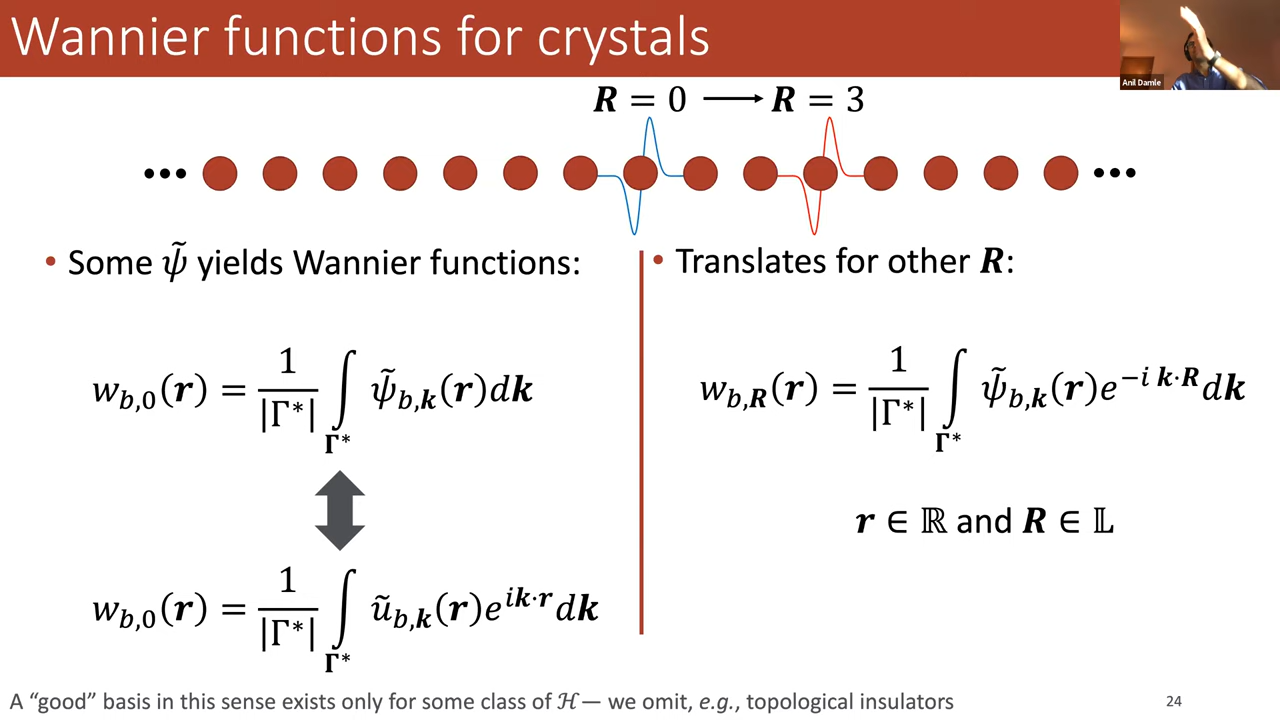 Wannier functions for crystals
Anil Damle
𝑹 = 0 ⟶ 𝑹 = 3
••• •••
• Some ψ̃ yields Wannier functions:
• Translates for other 𝑹:
w_{b,0}(𝒓) = 1/|Γ*| ∫_{𝚪*} ψ̃_{b,𝒌}(𝒓)d𝒌
w_{b,𝑹}(𝒓) = 1/|Γ*| ∫_{𝚪*} ψ̃_{b,𝒌}(𝒓)e^{−i 𝒌·𝑹}d𝒌
𝒓 ∈ ℝ and 𝑹 ∈ 𝕃
w_{b,0}(𝒓) = 1/|Γ*| ∫_{𝚪*} ũ_{b,𝒌}(𝒓)e^{i𝒌·𝒓}d𝒌
A “good” basis in this sense exists only for some class of ℋ — we omit, e.g., topological insulators
24